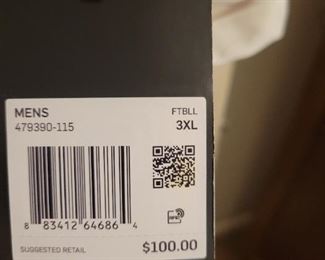 MENS FTBLL
479390-115 3XL
8 83412 64686 4
SUGGESTED RETAIL $100.00